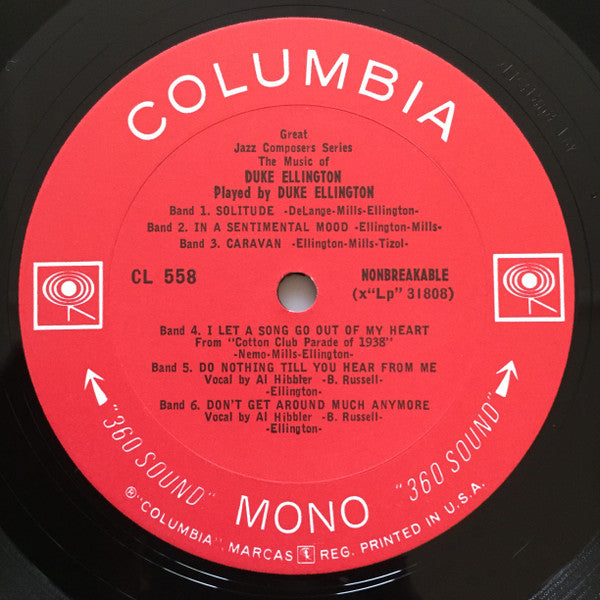 COLUMBIA
Great
Jazz Composers Series
The Music of
DUKE ELLINGTON
Played by DUKE ELLINGTON
Band 1. SOLITUDE -DeLange-Mills-Ellington-
Band 2. IN A SENTIMENTAL MOOD -Ellington-Mills-
Band 3. CARAVAN -Ellington-Mills-Tizol-
CL 558
NONBREAKABLE
(x"Lp" 31808)
Band 4. I LET A SONG GO OUT OF MY HEART
From "Cotton Club Parade of 1938"
-Nemo-Mills-Ellington-
Band 5. DO NOTHING TILL YOU HEAR FROM ME
Vocal by Al Hibbler -B. Russell-
-Ellington-
Band 6. DON'T GET AROUND MUCH ANYMORE
Vocal by Al Hibbler -B. Russell-
-Ellington-
"360 SOUND" MONO "360 SOUND"
® "COLUMBIA", MARCAS REG. PRINTED IN U.S.A.